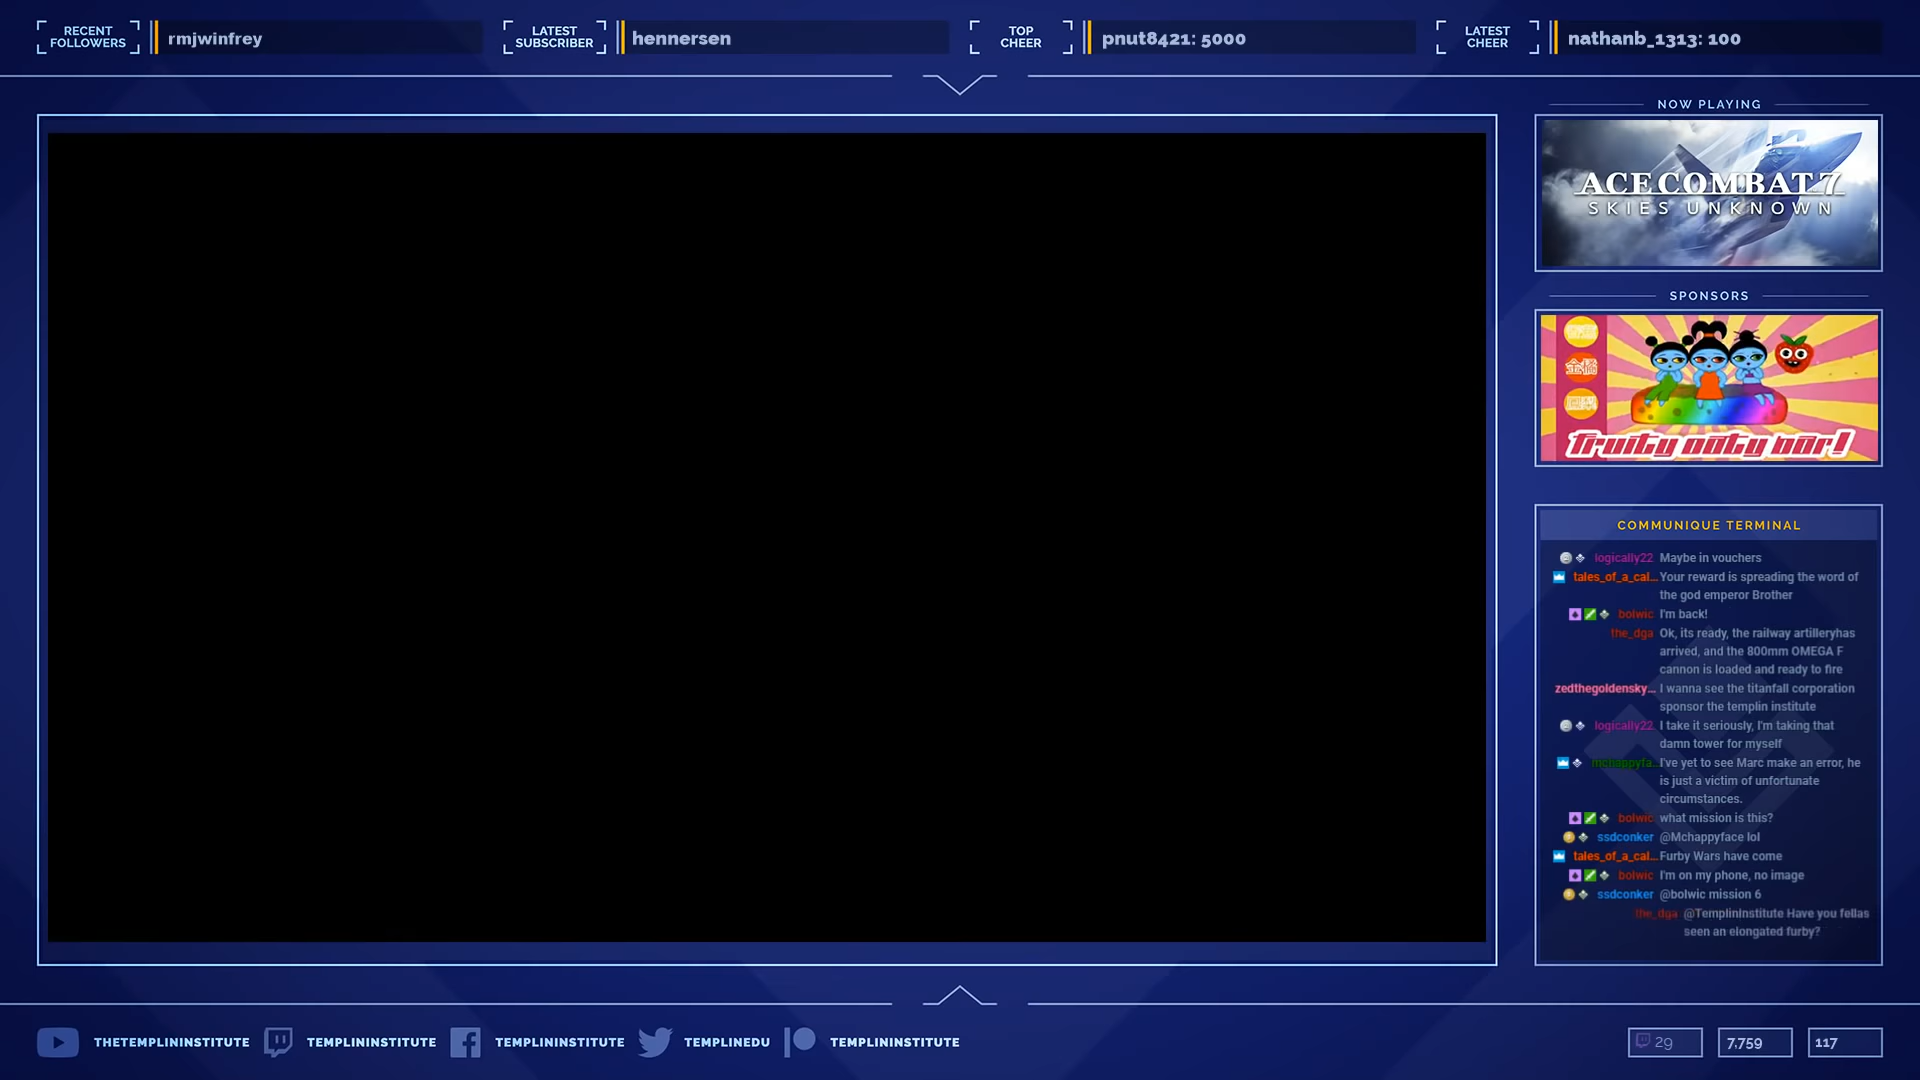 RECENT
FOLLOWERS
rmjwinfrey
LATEST
SUBSCRIBER
hennersen
TOP
CHEER
pnut8421: 5000
LATEST
CHEER
nathanb_1313: 100
NOW PLAYING
ACE COMBAT 7
SKIES UNKNOWN
SPONSORS
fruity oaty bar!
COMMUNIQUE TERMINAL
logically22 Maybe in vouchers
tales_of_a_cal... Your reward is spreading the word of
the god emperor Brother
bolwic I'm back!
the_dga Ok, its ready, the railway artilleryhas
arrived, and the 800mm OMEGA F
cannon is loaded and ready to fire
zedthegoldensky... I wanna see the titanfall corporation
sponsor the templin institute
logically22 I take it seriously, I'm taking that
damn tower for myself
mchappyfa... I've yet to see Marc make an error, he
is just a victim of unfortunate
circumstances.
bolwic what mission is this?
ssdconker @Mchappyface lol
tales_of_a_cal... Furby Wars have come
bolwic I'm on my phone, no image
ssdconker @bolwic mission 6
the_dga @Templininstitute Have you fellas
seen an elongated furby?
THETEMPLININSTITUTE
TEMPLININSTITUTE
TEMPLININSTITUTE
TEMPLINEDU
TEMPLININSTITUTE
29
7,759
117